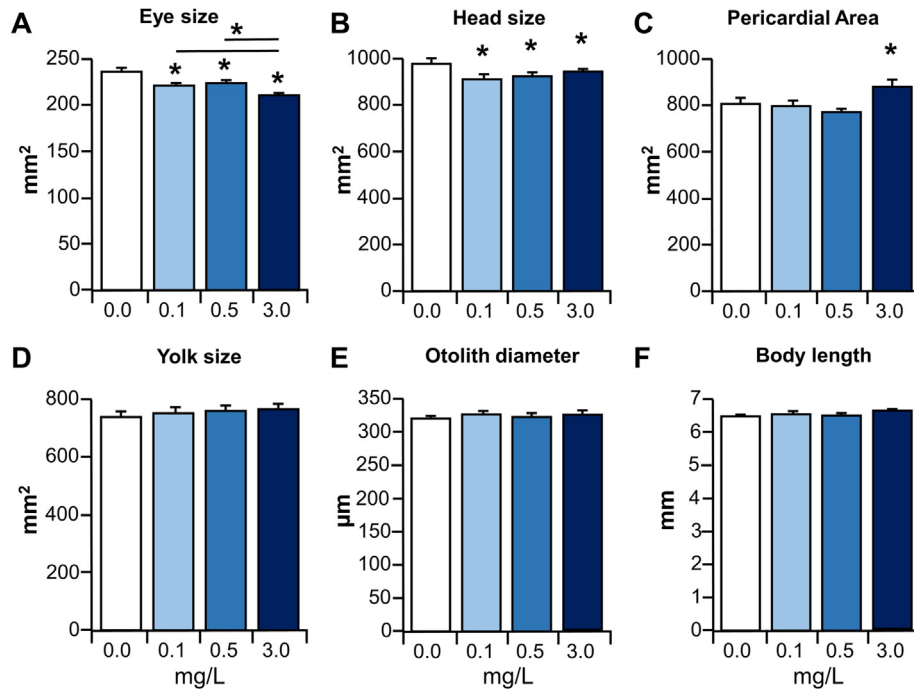 A Eye size
*
250
200
150
100
50
0
mm²
* * *
0.0 0.1 0.5 3.0
B Head size
1000
800
600
400
200
0
mm²
* * *
0.0 0.1 0.5 3.0
C Pericardial Area
1000
800
600
400
200
0
mm²
*
0.0 0.1 0.5 3.0
D Yolk size
800
600
400
200
0
mm²
0.0 0.1 0.5 3.0
mg/L
E Otolith diameter
350
300
250
200
150
100
50
0
µm
0.0 0.1 0.5 3.0
mg/L
F Body length
7
6
5
4
3
2
1
0
mm
0.0 0.1 0.5 3.0
mg/L